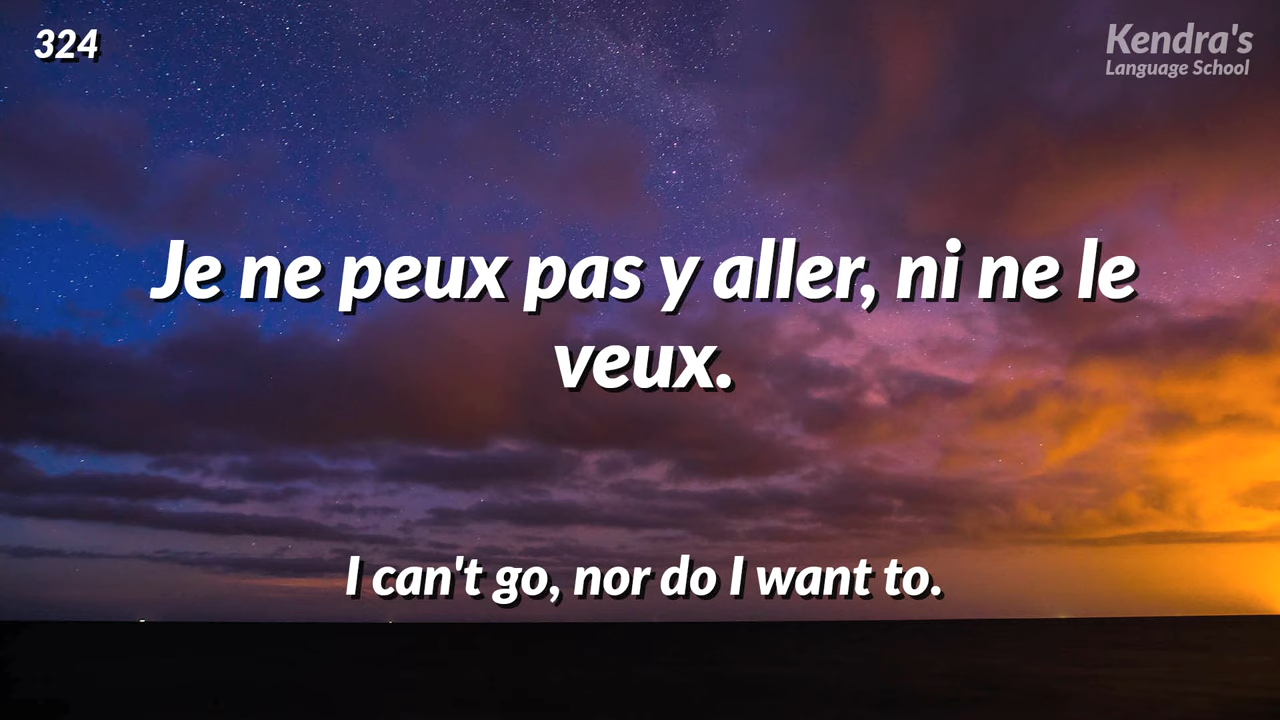 324
Kendra's
Language School
Je ne peux pas y aller, ni ne le
veux.
I can't go, nor do I want to.